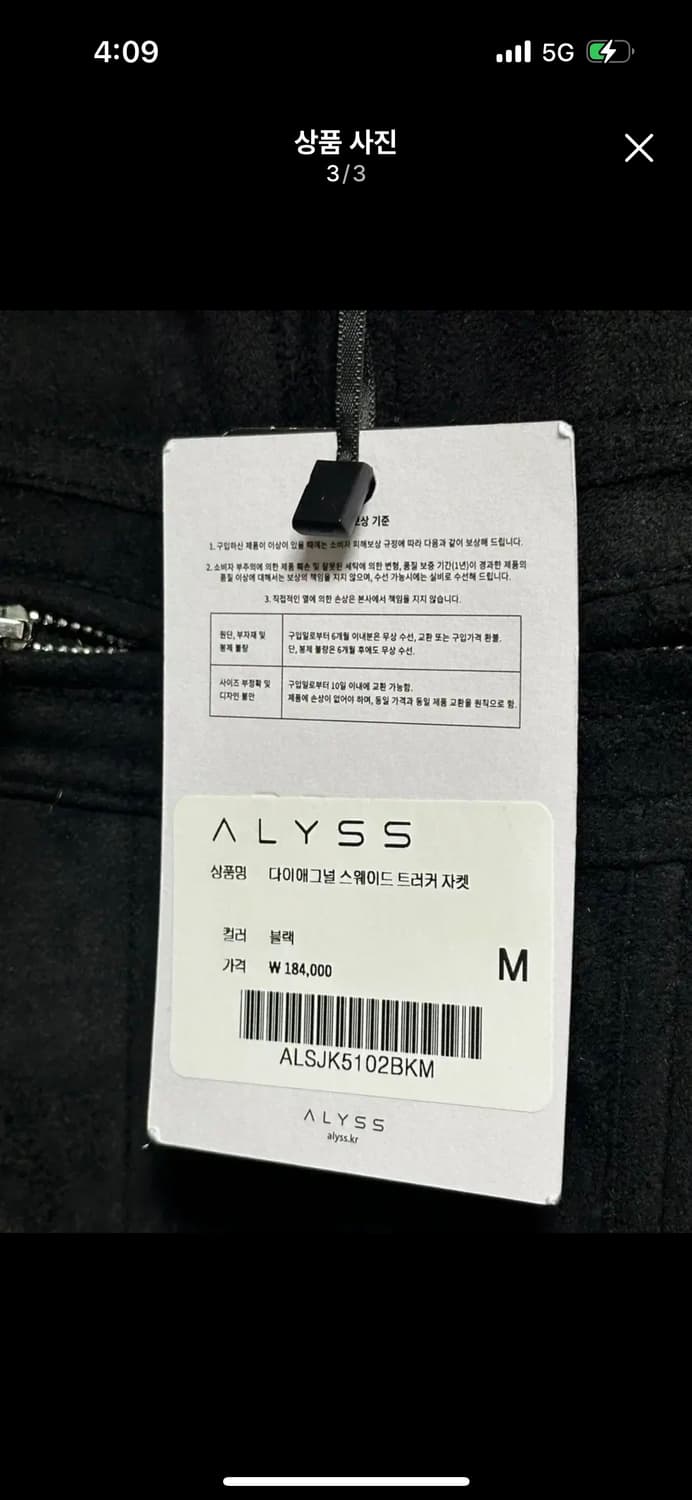 4:09
5G
상품 사진
3/3
보상 기준
1. 구입하신 제품이 이상이 있을 때에는 소비자 피해보상 규정에 따라 다음과 같이 보상해 드립니다.
2. 소비자 부주의에 의한 제품 훼손 및 잘못된 세탁에 의한 변형, 품질 보증 기간(1년)이 경과한 제품의
품질 이상에 대해서는 보상의 책임을 지지 않으며, 수선 가능시에는 실비로 수선해 드립니다.
3. 직접적인 열에 의한 손상은 본사에서 책임을 지지 않습니다.
원단, 부자재 및
봉제 불량
구입일로부터 6개월 이내분은 무상 수선, 교환 또는 구입가격 환불.
단, 봉제 불량은 6개월 후에도 무상 수선.
사이즈 부정확 및
디자인 불만
구입일로부터 10일 이내에 교환 가능함.
제품에 손상이 없어야 하며, 동일 가격과 동일 제품 교환을 원칙으로 함.
ALYSS
상품명 다이애그널 스웨이드 트러커 자켓
컬러 블랙
가격 ₩ 184,000
M
ALSJK5102BKM
ALYSS
alyss.kr